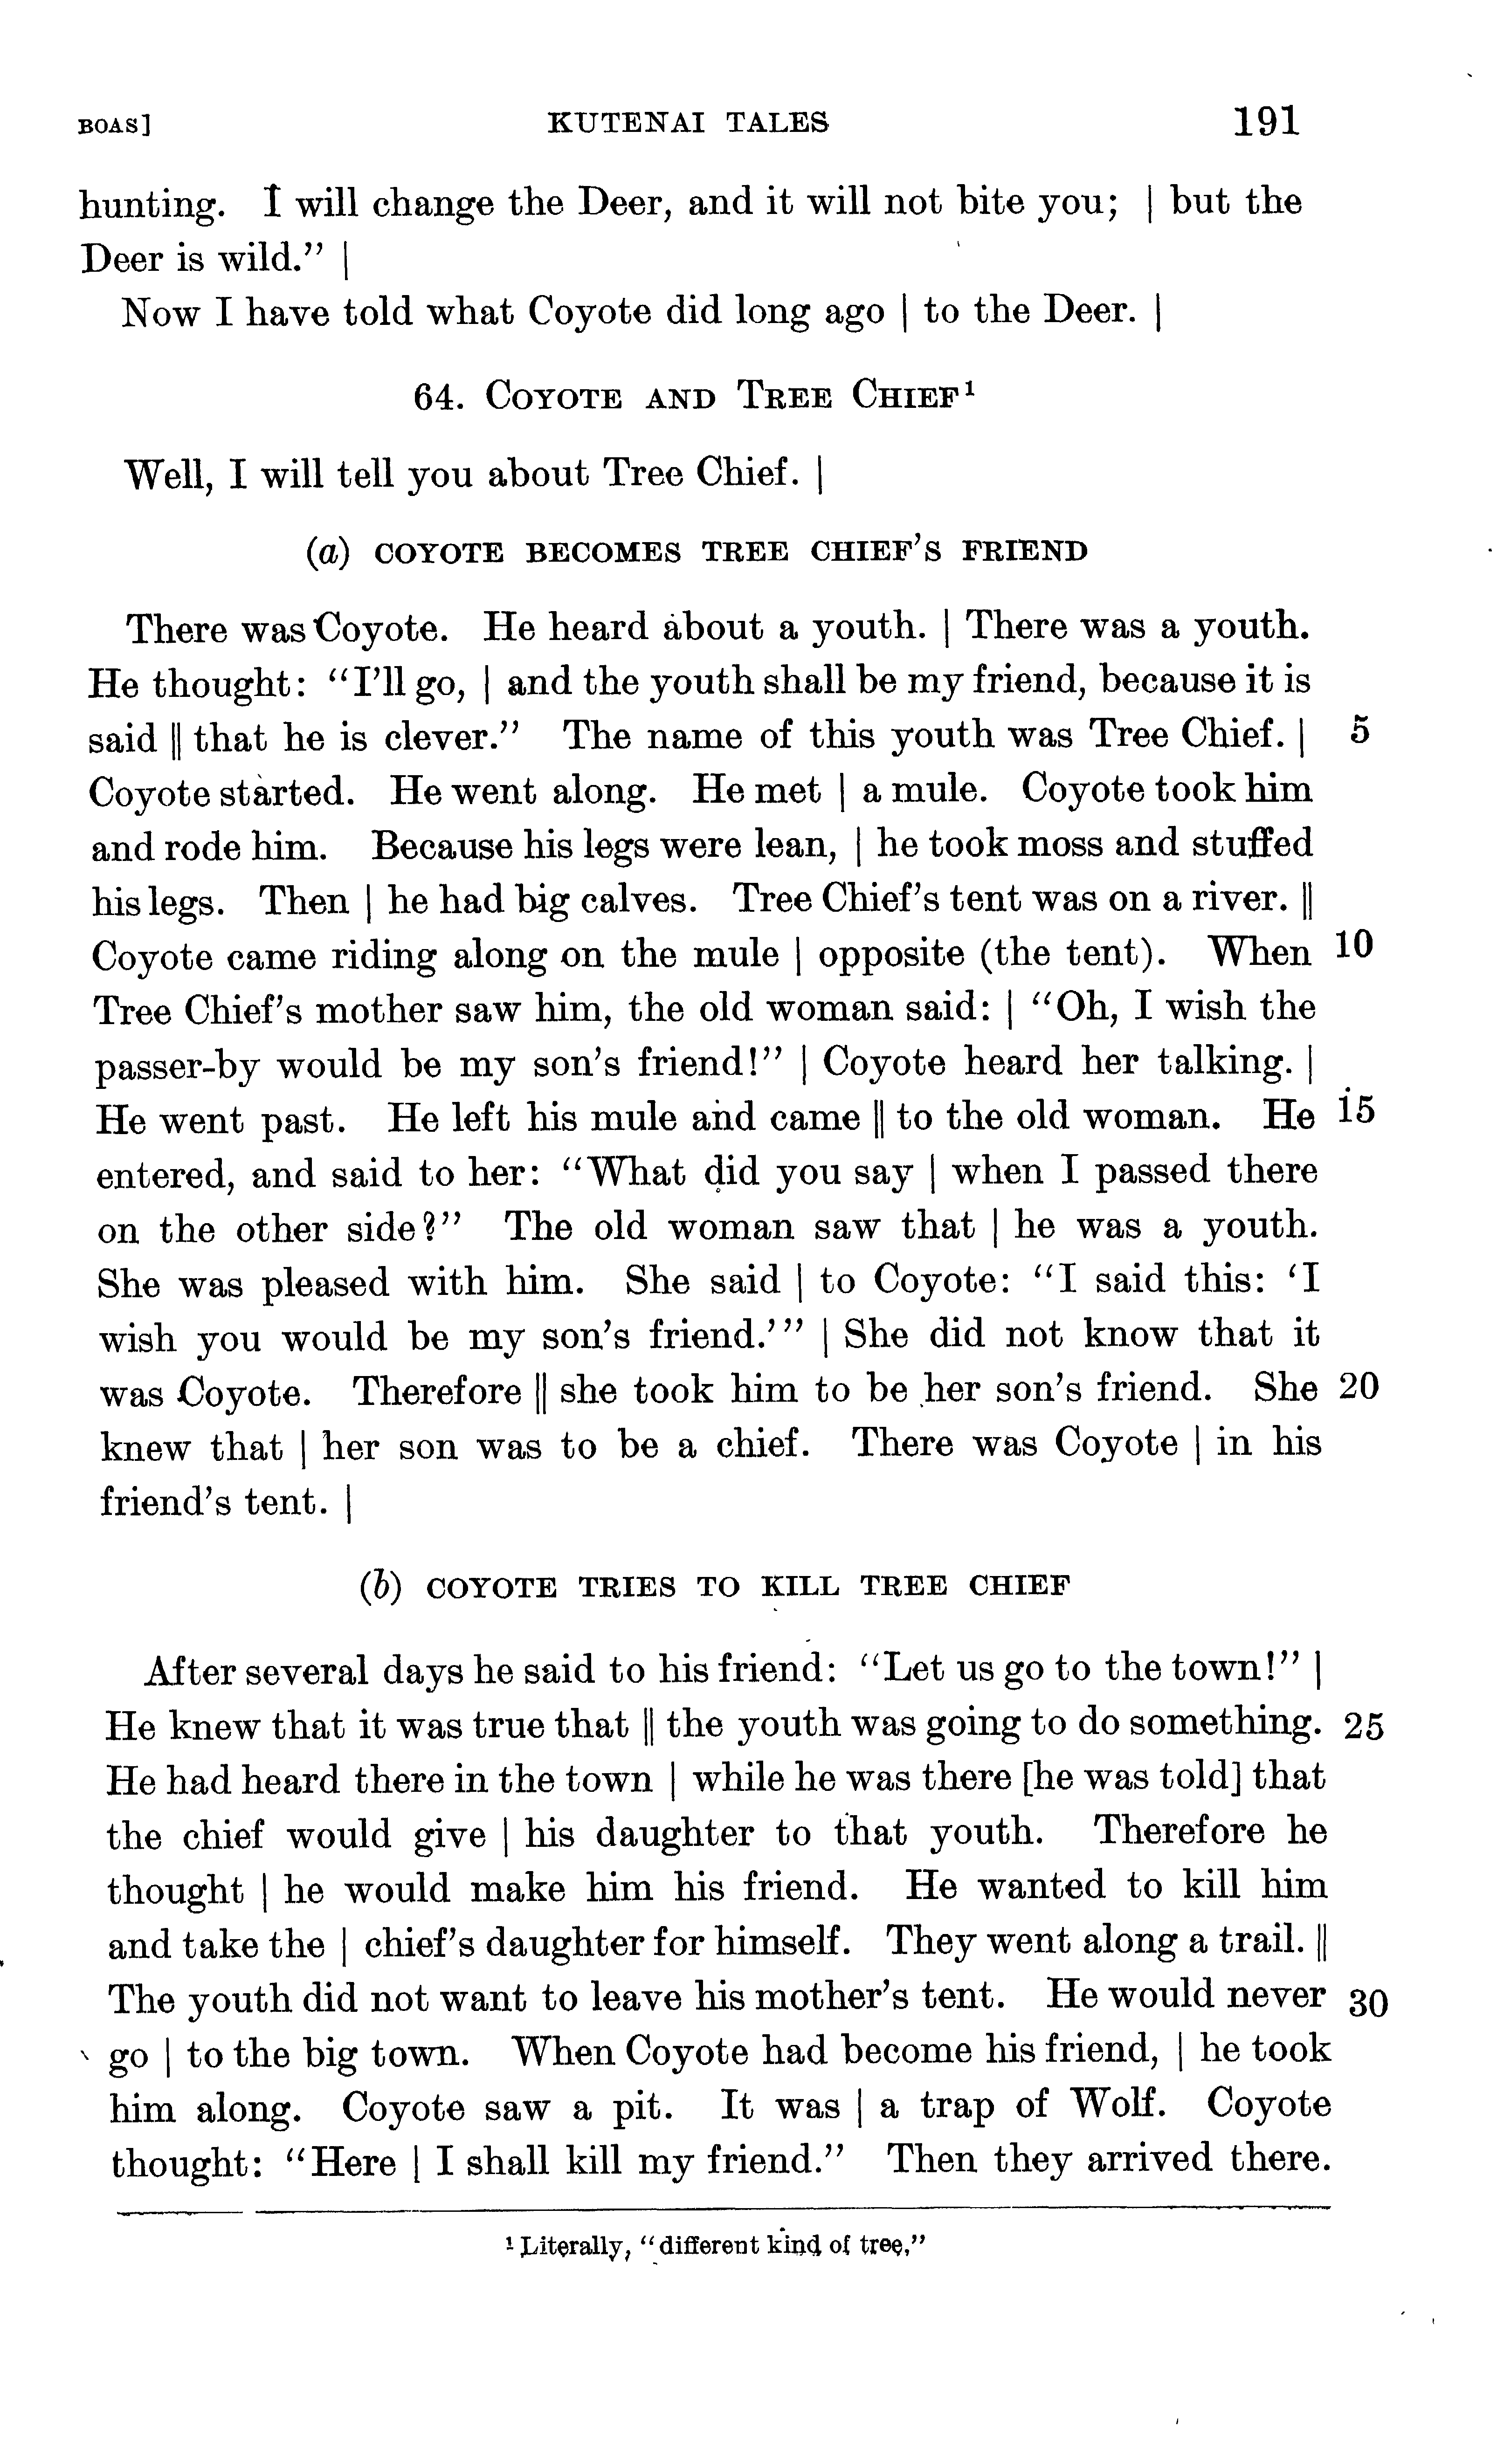 BOAS] KUTENAI TALES 191
hunting. I will change the Deer, and it will not bite you; | but the
Deer is wild.” |
Now I have told what Coyote did long ago | to the Deer. |
64. COYOTE AND TREE CHIEF¹
Well, I will tell you about Tree Chief. |
(a) COYOTE BECOMES TREE CHIEF’S FRIEND
There was Coyote. He heard about a youth. | There was a youth.
He thought: “I’ll go, | and the youth shall be my friend, because it is
said || that he is clever.” The name of this youth was Tree Chief. | 5
Coyote started. He went along. He met | a mule. Coyote took him
and rode him. Because his legs were lean, | he took moss and stuffed
his legs. Then | he had big calves. Tree Chief’s tent was on a river. ||
Coyote came riding along on the mule | opposite (the tent). When 10
Tree Chief’s mother saw him, the old woman said: | “Oh, I wish the
passer-by would be my son’s friend!” | Coyote heard her talking. |
He went past. He left his mule and came || to the old woman. He 15
entered, and said to her: “What did you say | when I passed there
on the other side?” The old woman saw that | he was a youth.
She was pleased with him. She said | to Coyote: “I said this: ‘I
wish you would be my son’s friend.’” | She did not know that it
was Coyote. Therefore || she took him to be her son’s friend. She 20
knew that | her son was to be a chief. There was Coyote | in his
friend’s tent. |
(b) COYOTE TRIES TO KILL TREE CHIEF
After several days he said to his friend: “Let us go to the town!” |
He knew that it was true that || the youth was going to do something. 25
He had heard there in the town | while he was there [he was told] that
the chief would give | his daughter to that youth. Therefore he
thought | he would make him his friend. He wanted to kill him
and take the | chief’s daughter for himself. They went along a trail. ||
The youth did not want to leave his mother’s tent. He would never 30
go | to the big town. When Coyote had become his friend, | he took
him along. Coyote saw a pit. It was | a trap of Wolf. Coyote
thought: “Here | I shall kill my friend.” Then they arrived there.
¹ Literally, “different kind of tree,”